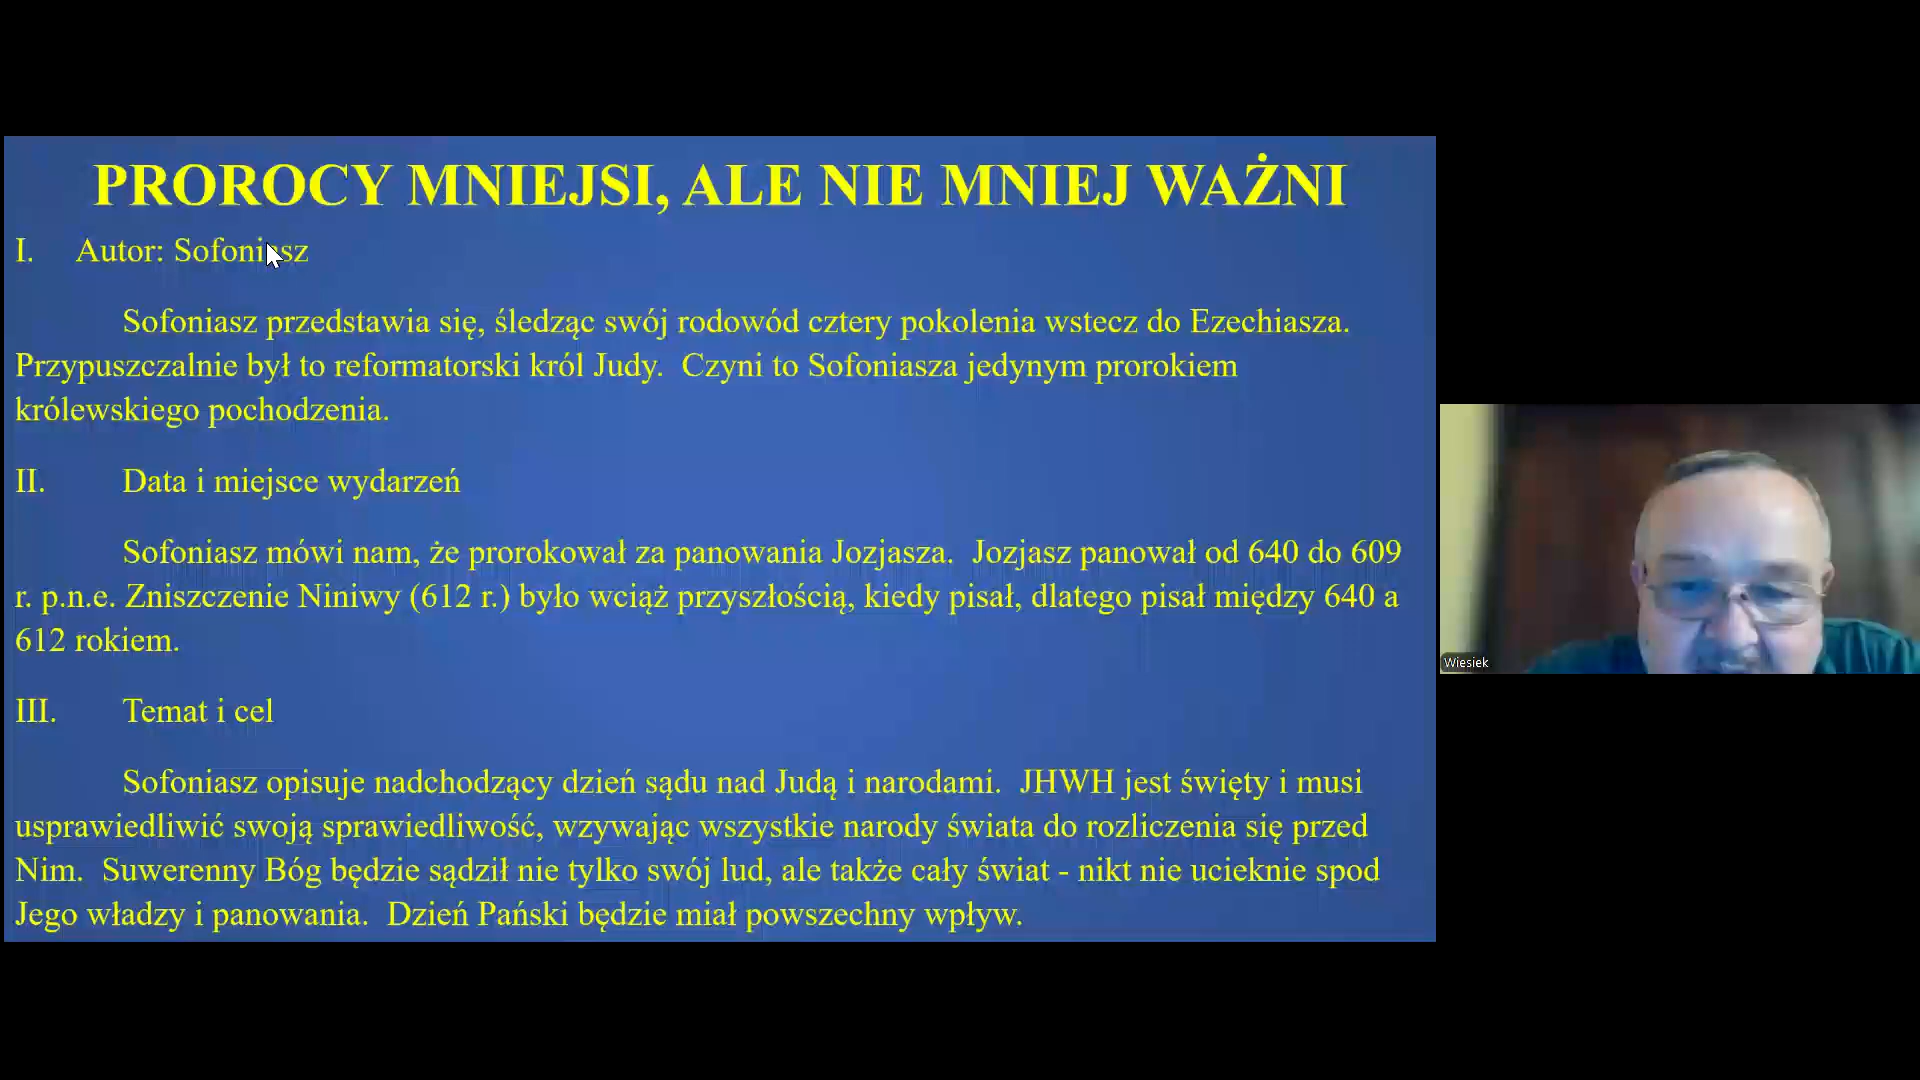 PROROCY MNIEJSI, ALE NIE MNIEJ WAŻNI
I. Autor: Sofoniasz
Sofoniasz przedstawia się, śledząc swój rodowód cztery pokolenia wstecz do Ezechiasza.
Przypuszczalnie był to reformatorski król Judy. Czyni to Sofoniasza jedynym prorokiem
królewskiego pochodzenia.
II. Data i miejsce wydarzeń
Sofoniasz mówi nam, że prorokował za panowania Jozjasza. Jozjasz panował od 640 do 609
r. p.n.e. Zniszczenie Niniwy (612 r.) było wciąż przyszłością, kiedy pisał, dlatego pisał między 640 a
612 rokiem.
III. Temat i cel
Sofoniasz opisuje nadchodzący dzień sądu nad Judą i narodami. JHWH jest święty i musi
usprawiedliwić swoją sprawiedliwość, wzywając wszystkie narody świata do rozliczenia się przed
Nim. Suwerenny Bóg będzie sądził nie tylko swój lud, ale także cały świat - nikt nie ucieknie spod
Jego władzy i panowania. Dzień Pański będzie miał powszechny wpływ.
Wiesiek